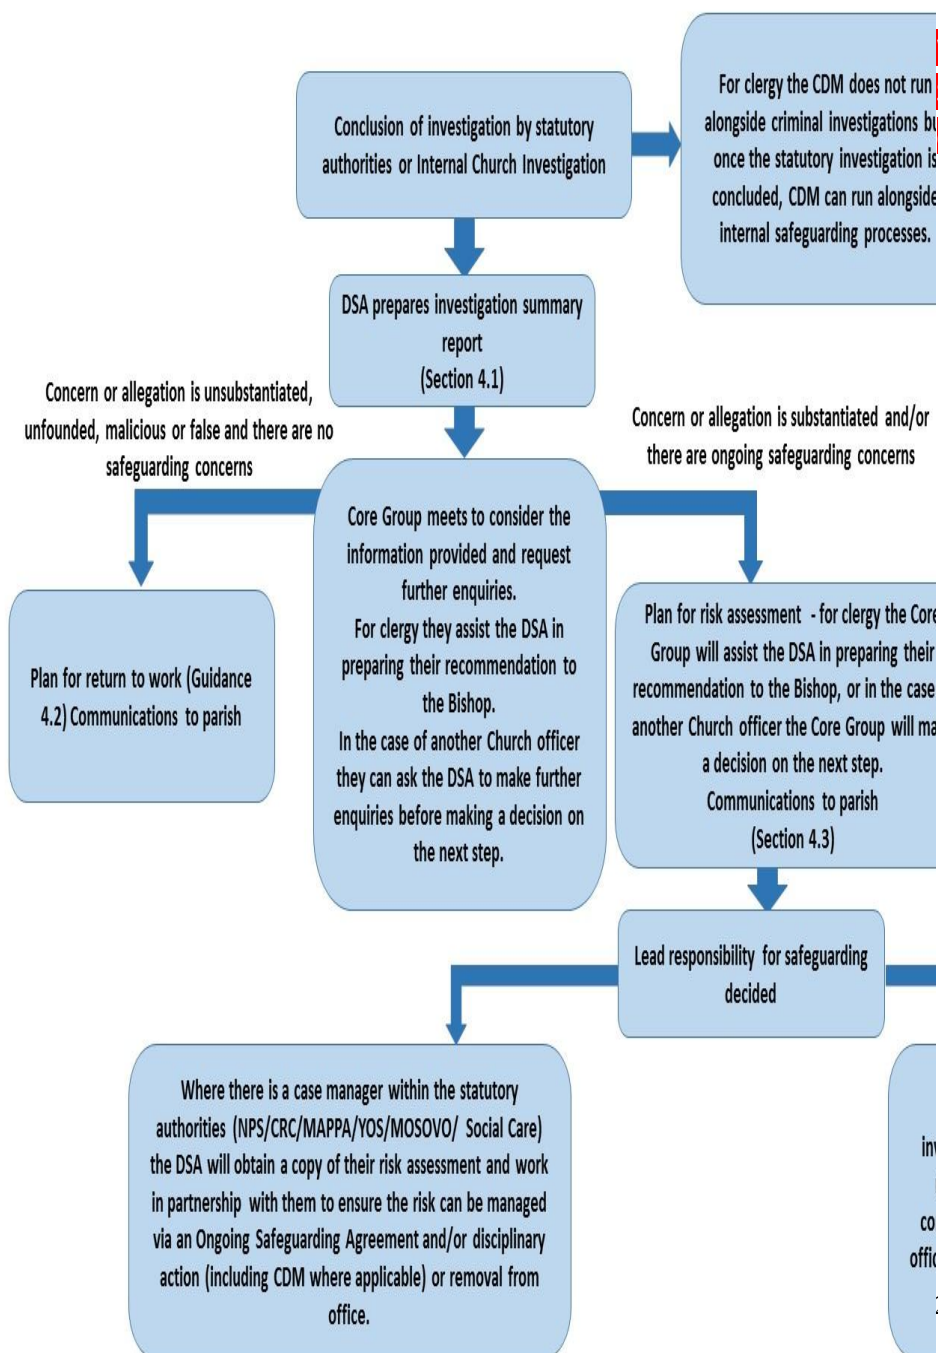 For clergy the CDM does not run
alongside criminal investigations
once the statutory investigation
concluded, CDM can run alongside
internal safeguarding processes.
Conclusion of investigation by statutory
authorities or Internal Church Investigation
DSA prepares investigation summary
report
(Section 4.1)
Concern or allegation is unsubstantiated,
unfounded, malicious or false and there are no
safeguarding concerns
Concern or allegation is substantiated and/or
there are ongoing safeguarding concerns
Core Group meets to consider the
information provided and request
further enquiries.
For clergy they assist the DSA in
preparing their recommendation to
the Bishop.
In the case of another Church officer
they can ask the DSA to make further
enquiries before making a decision on
the next step.
Plan for return to work (Guidance
4.2) Communications to parish
Plan for risk assessment - for clergy the Core
Group will assist the DSA in preparing their
recommendation to the Bishop, or in the case
another Church officer the Core Group will
a decision on the next step.
Communications to parish
(Section 4.3)
Lead responsibility for safeguarding
decided
Where there is a case manager within the statutory
authorities (NPS/CRC/MAPPA/YOS/MOSOVO/ Social Care)
the DSA will obtain a copy of their risk assessment and work
in partnership with them to ensure the risk can be managed
via an Ongoing Safeguarding Agreement and/or disciplinary
action (including CDM where applicable) or removal from
office.